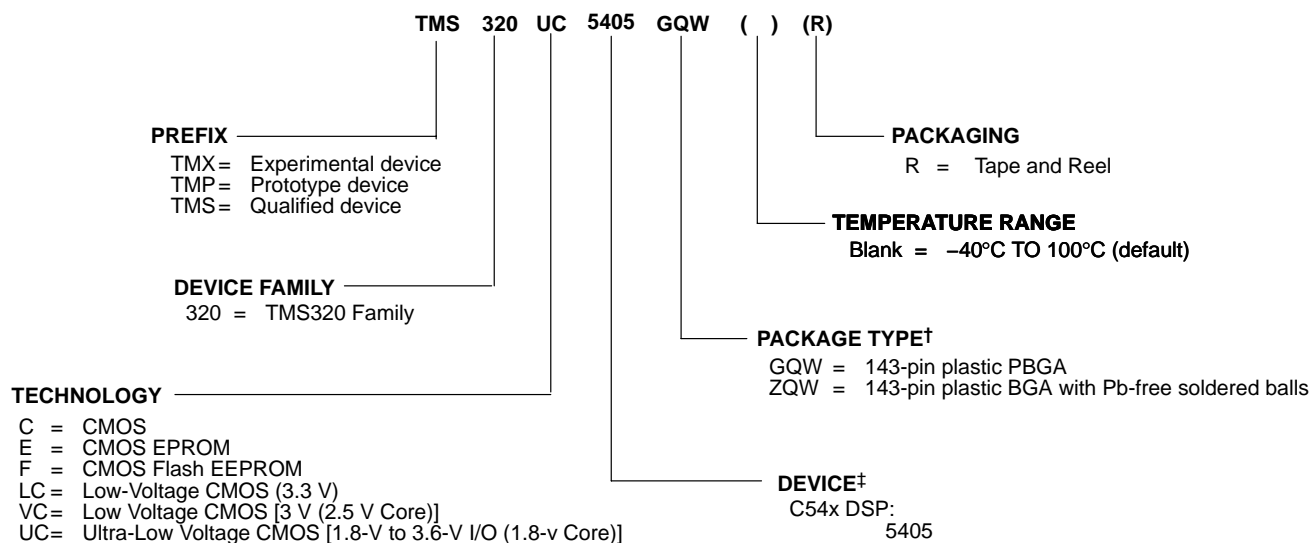 TMS 320 UC 5405 GQW ( ) (R)
PREFIX
TMX = Experimental device
TMP = Prototype device
TMS = Qualified device
PACKAGING
R = Tape and Reel
TEMPERATURE RANGE
Blank = −40°C TO 100°C (default)
DEVICE FAMILY
320 = TMS320 Family
PACKAGE TYPE†
GQW = 143-pin plastic PBGA
ZQW = 143-pin plastic BGA with Pb-free soldered balls
TECHNOLOGY
C = CMOS
E = CMOS EPROM
F = CMOS Flash EEPROM
LC = Low-Voltage CMOS (3.3 V)
VC = Low Voltage CMOS [3 V (2.5 V Core)]
UC = Ultra-Low Voltage CMOS [1.8-V to 3.6-V I/O (1.8-v Core)]
DEVICE‡
C54x DSP:
5405